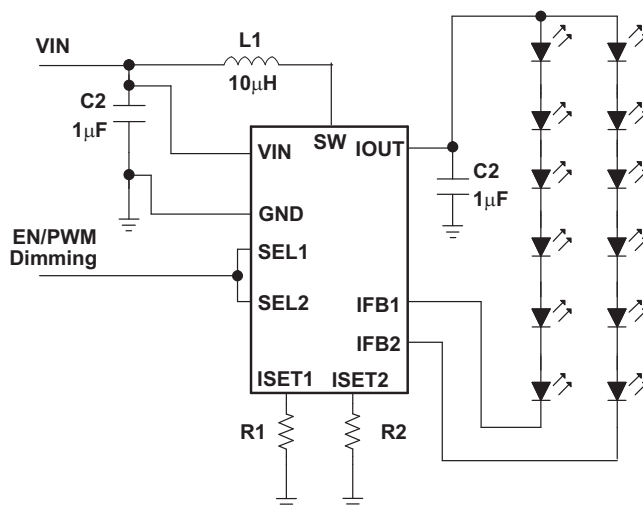 L1
VIN
10μH
C2
1μF
SW
VIN
IOUT
C2
1μF
GND
EN/PWM
Dimming
SEL1
SEL2
IFB1
IFB2
ISET1
ISET2
R1
R2